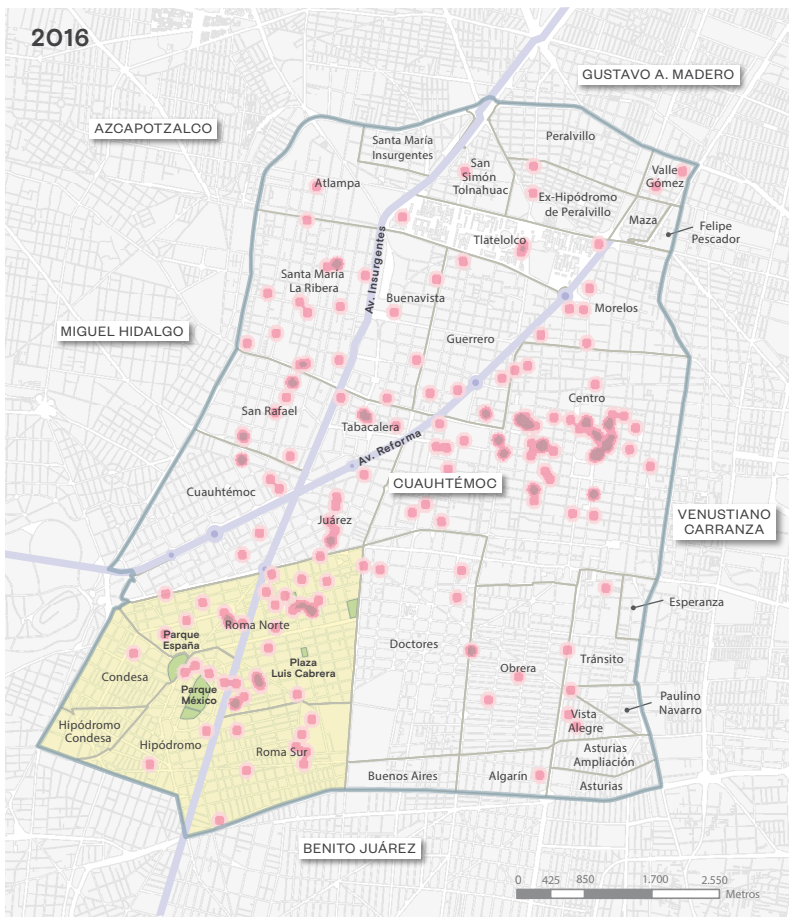 2016
GUSTAVO A. MADERO
AZCAPOTZALCO
Peralvillo
Santa María
Insurgentes
San
Simón
Tolnahuac
Valle
Gómez
Atlampa
Ex-Hipódromo
de Peralvillo
Maza
Felipe
Pescador
Tlatelolco
Av. Insurgentes
Santa María
La Ribera
Buenavista
Morelos
MIGUEL HIDALGO
Guerrero
Centro
San Rafael
Tabacalera
Av. Reforma
CUAUHTÉMOC
Cuauhtémoc
VENUSTIANO
CARRANZA
Juárez
Esperanza
Roma Norte
Parque
España
Doctores
Tránsito
Plaza
Luis Cabrera
Obrera
Condesa
Parque
México
Paulino
Navarro
Vista
Alegre
Hipódromo
Condesa
Hipódromo
Roma Sur
Asturias
Ampliación
Buenos Aires
Algarín
Asturias
BENITO JUÁREZ
0 425 850 1.700 2.550
Metros